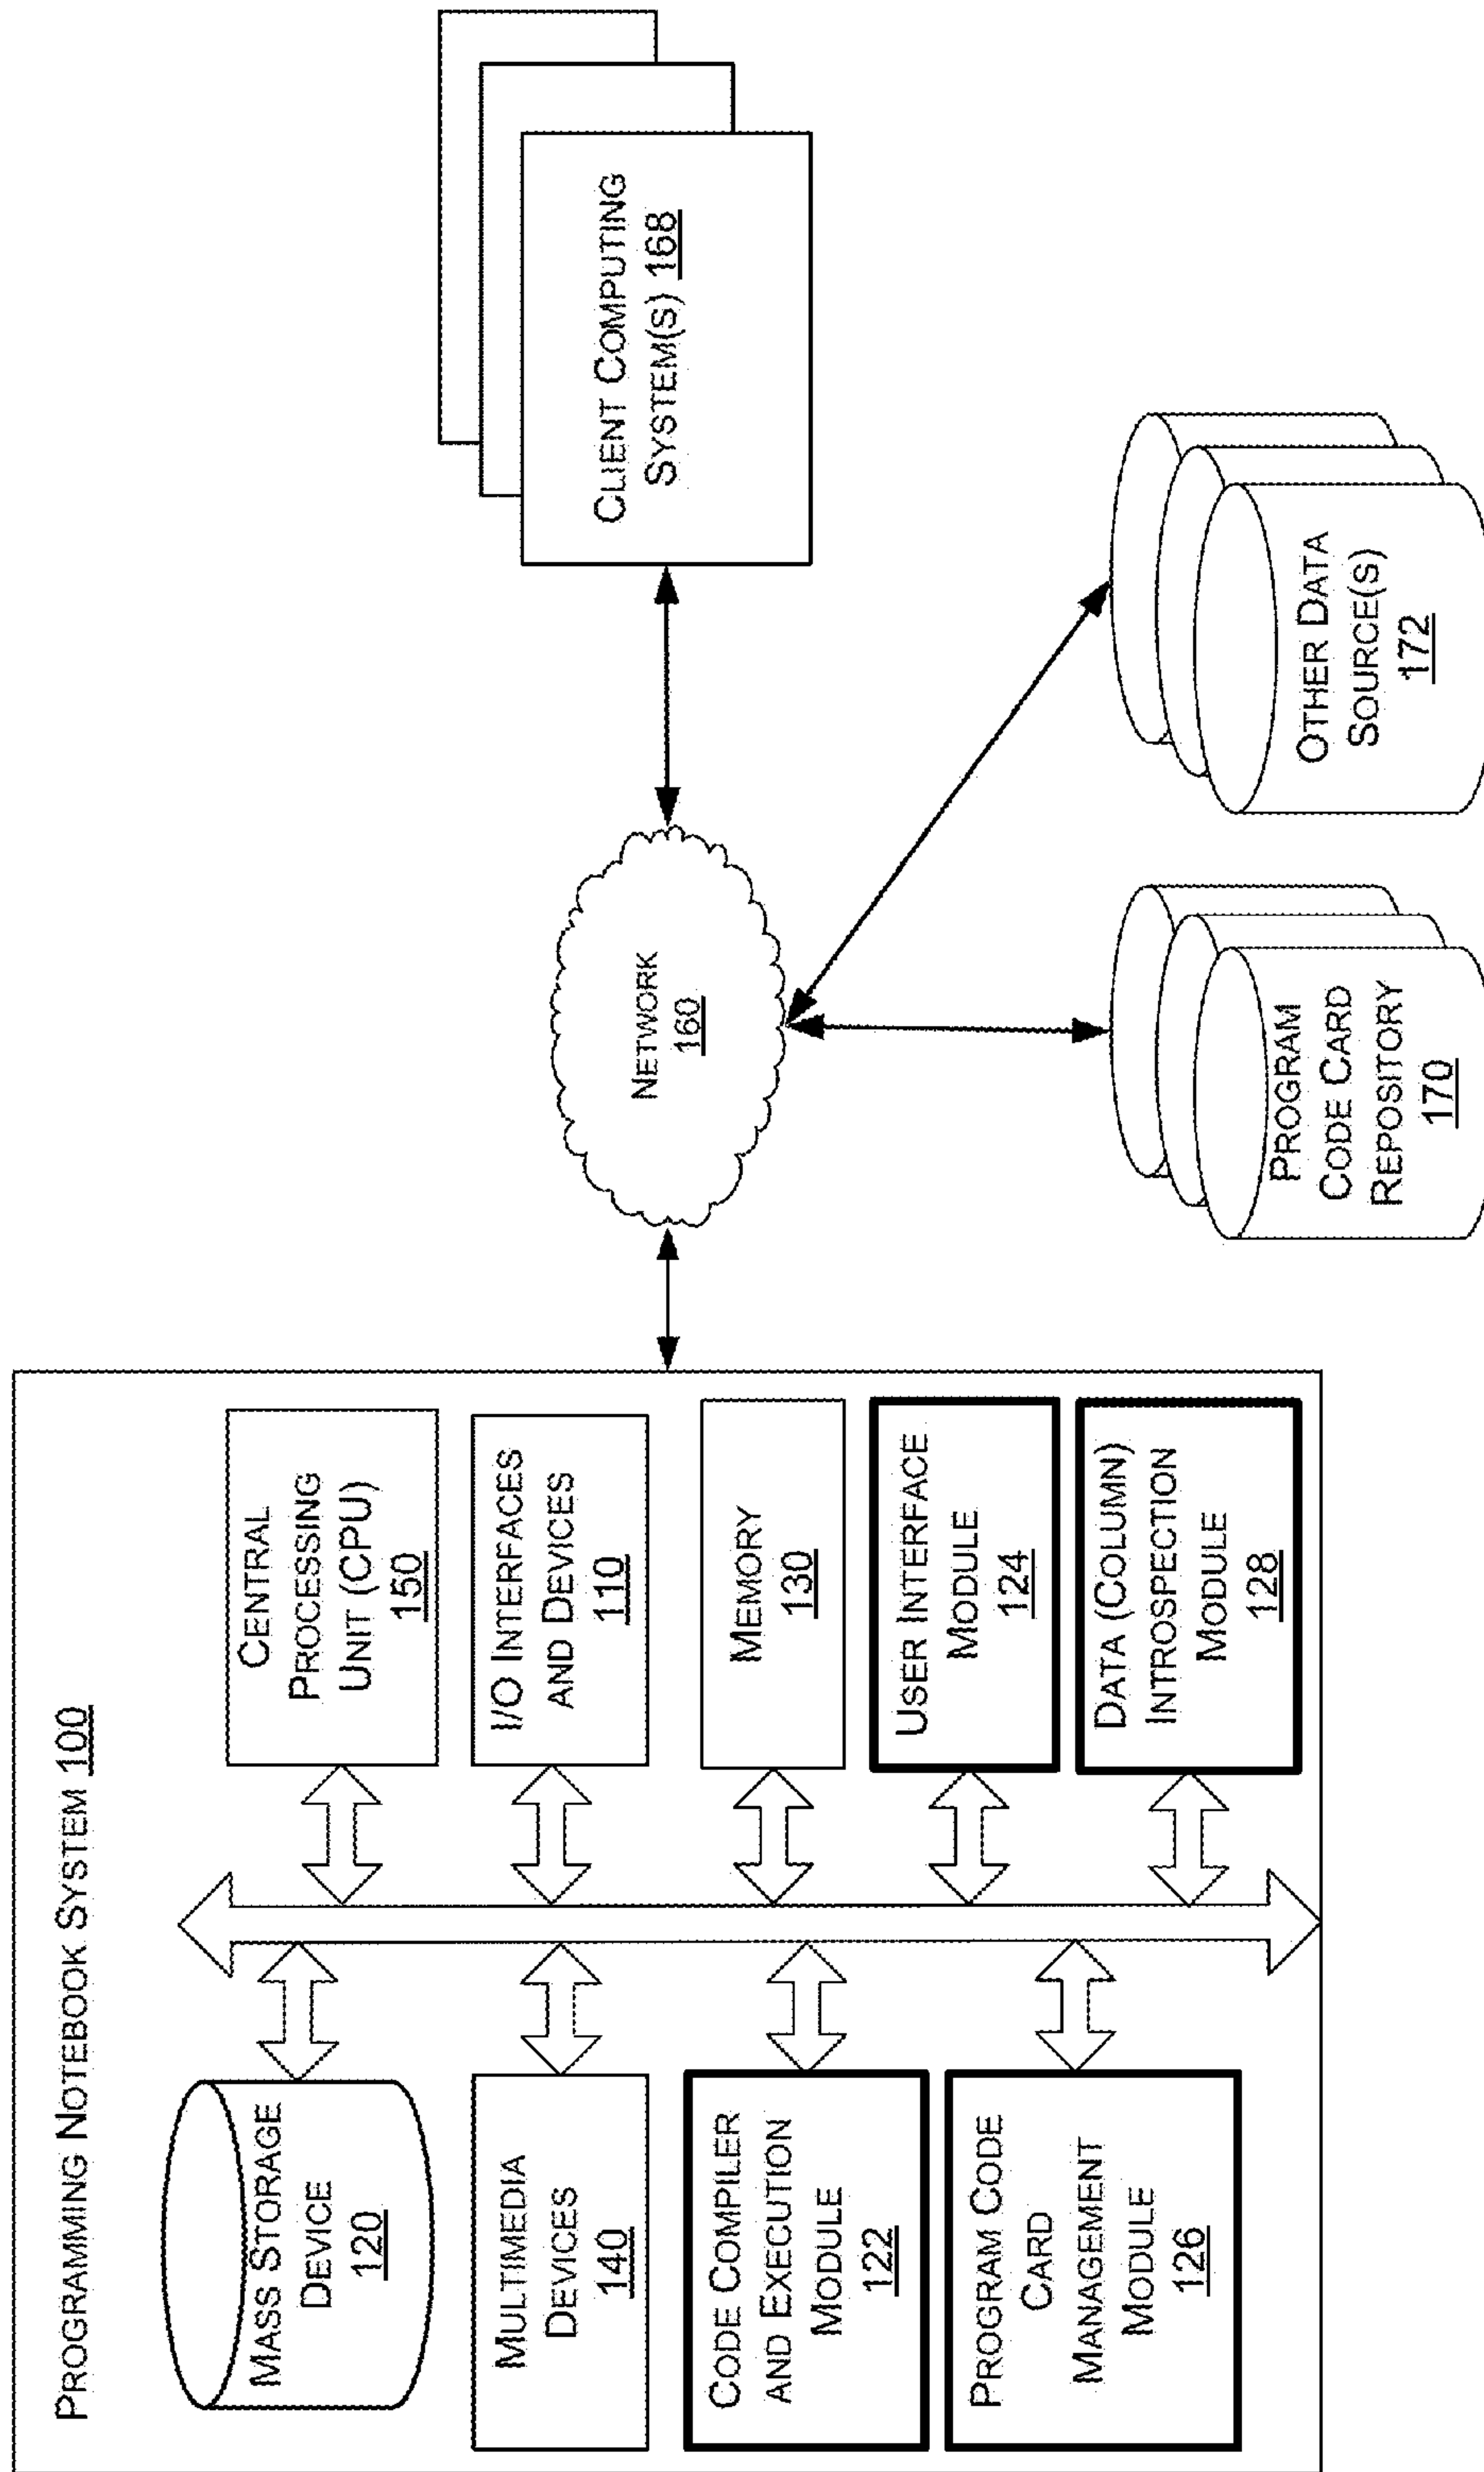 PROGRAMMING NOTEBOOK SYSTEM 100
MASS STORAGE
DEVICE
120
CENTRAL
PROCESSING
UNIT (CPU)
150
MULTIMEDIA
DEVICES
140
I/O INTERFACES
AND DEVICES
110
CODE COMPILER
AND EXECUTION
MODULE
122
MEMORY
130
PROGRAM CODE
CARD
MANAGEMENT
MODULE
126
USER INTERFACE
MODULE
124
DATA (COLUMN)
INTROSPECTION
MODULE
128
NETWORK
160
CLIENT COMPUTING
SYSTEM(S) 168
PROGRAM
CODE CARD
REPOSITORY
170
OTHER DATA
SOURCE(S)
172